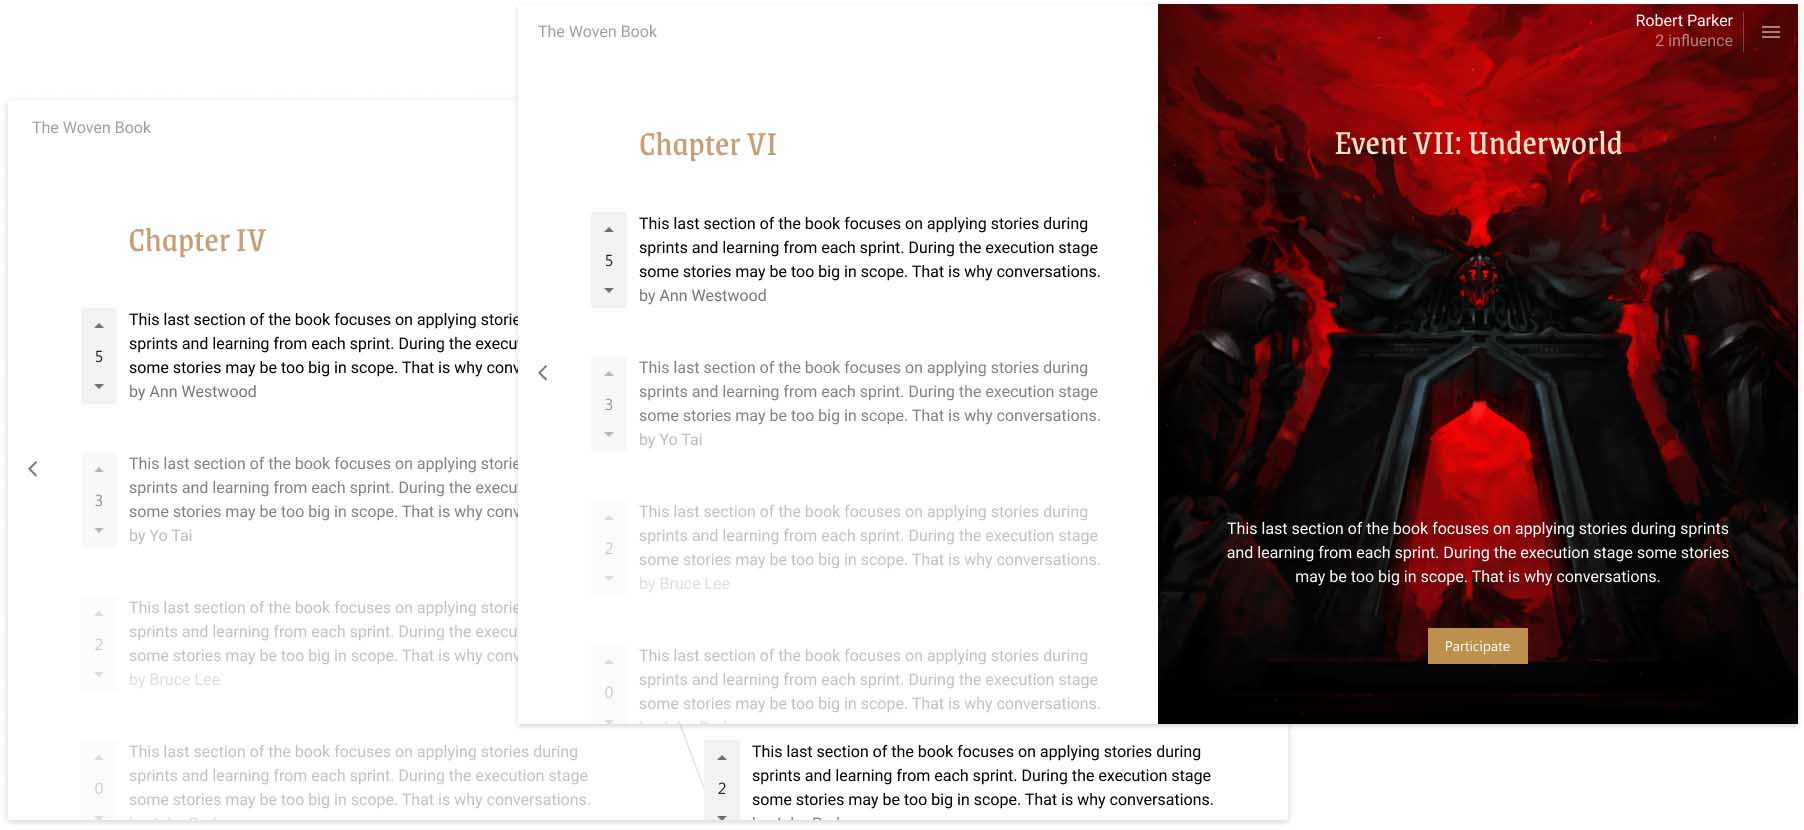 The Woven Book
Chapter IV
5
This last section of the book focuses on applying storie
sprints and learning from each sprint. During the execu
some stories may be too big in scope. That is why conv
by Ann Westwood
3
This last section of the book focuses on applying storie
sprints and learning from each sprint. During the execu
some stories may be too big in scope. That is why conv
by Yo Tai
2
This last section of the book focuses on applying storie
sprints and learning from each sprint. During the execu
some stories may be too big in scope. That is why conv
by Bruce Lee
0
This last section of the book focuses on applying stories during
sprints and learning from each sprint. During the execution stage
some stories may be too big in scope. That is why conversations.
2
This last section of the book focuses on applying stories during
sprints and learning from each sprint. During the execution stage
some stories may be too big in scope. That is why conversations.
The Woven Book
Chapter VI
5
This last section of the book focuses on applying stories during
sprints and learning from each sprint. During the execution stage
some stories may be too big in scope. That is why conversations.
by Ann Westwood
3
This last section of the book focuses on applying stories during
sprints and learning from each sprint. During the execution stage
some stories may be too big in scope. That is why conversations.
by Yo Tai
2
This last section of the book focuses on applying stories during
sprints and learning from each sprint. During the execution stage
some stories may be too big in scope. That is why conversations.
by Bruce Lee
0
This last section of the book focuses on applying stories during
sprints and learning from each sprint. During the execution stage
some stories may be too big in scope. That is why conversations.
Robert Parker
2 influence
Event VII: Underworld
This last section of the book focuses on applying stories during sprints
and learning from each sprint. During the execution stage some stories
may be too big in scope. That is why conversations.
Participate